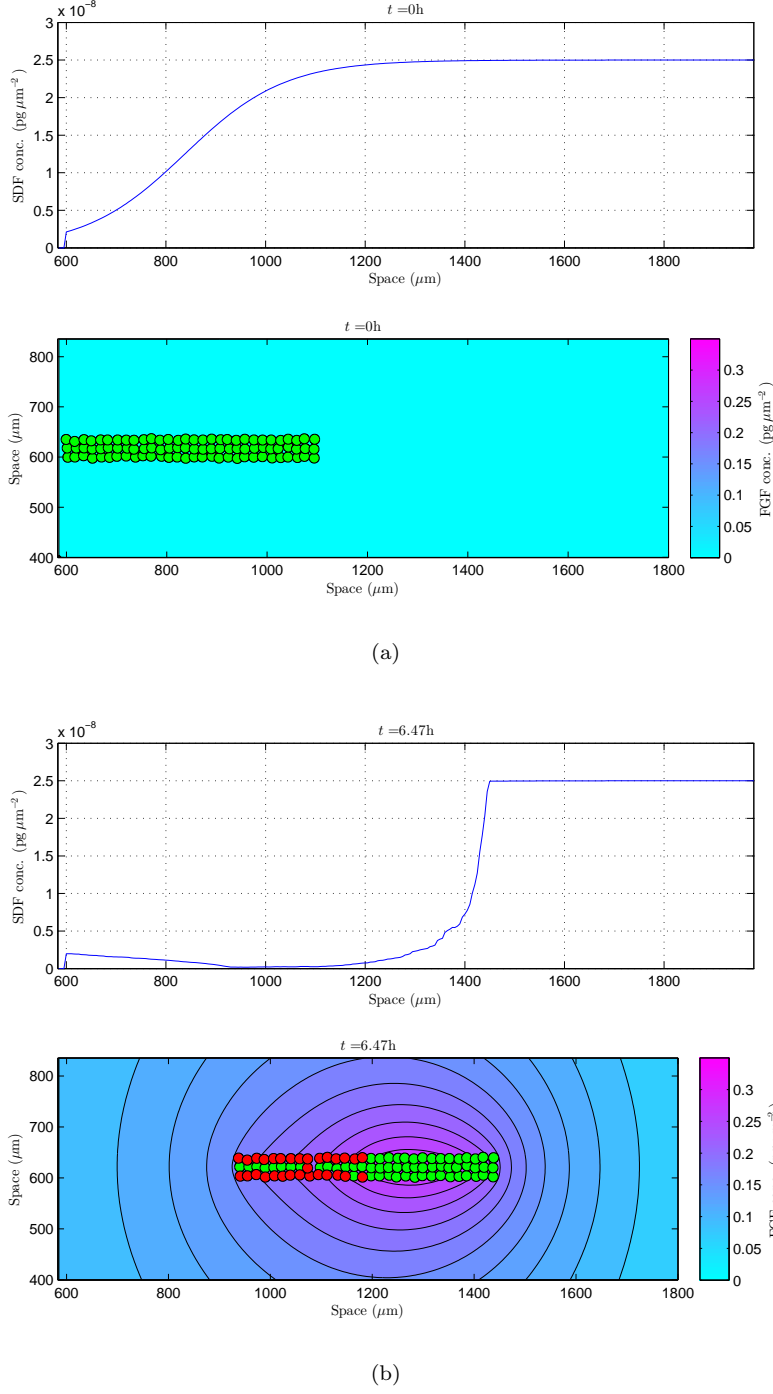 x 10⁻⁸
t =0h
3
2.5
2
1.5
1
0.5
0
SDF conc. (pg µm⁻²)
600 800 1000 1200 1400 1600 1800
Space (µm)
t =0h
800
700
600
500
400
Space (µm)
600 800 1000 1200 1400 1600 1800
Space (µm)
0.3
0.25
0.2
0.15
0.1
0.05
0
FGF conc. (pg µm⁻²)
(a)
x 10⁻⁸
t =6.47h
3
2.5
2
1.5
1
0.5
0
SDF conc. (pg µm⁻²)
600 800 1000 1200 1400 1600 1800
Space (µm)
t =6.47h
800
700
600
500
400
Space (µm)
600 800 1000 1200 1400 1600 1800
Space (µm)
0.3
0.25
0.2
0.15
0.1
0.05
0
(b)